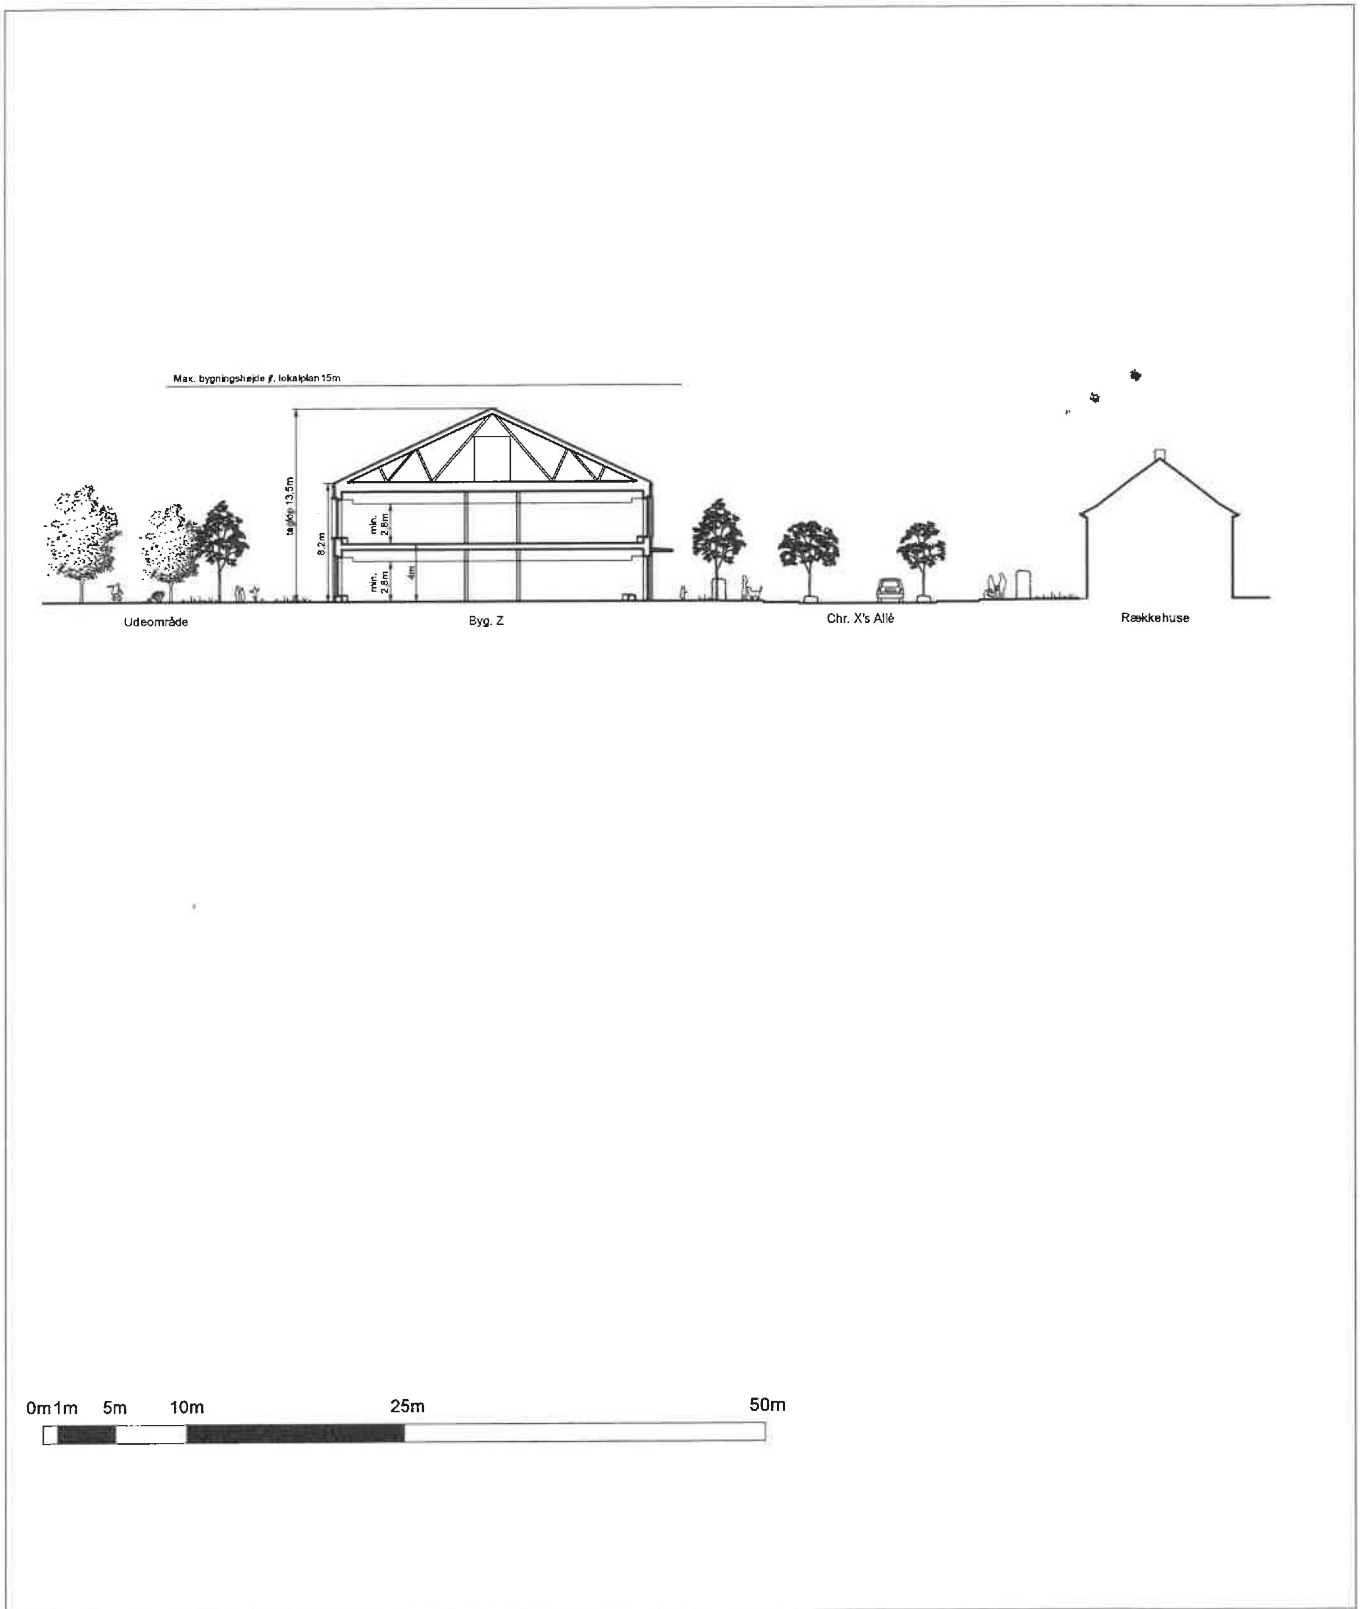 Max. bygningshøjde jf. lokalplan 15m
tagkip 13,5m
8,2m
min.
2,8m
min.
2,8m
4m
Udeområde
Byg. Z
Chr. X's Allé
Rækkehuse
0m 1m 5m 10m 25m 50m